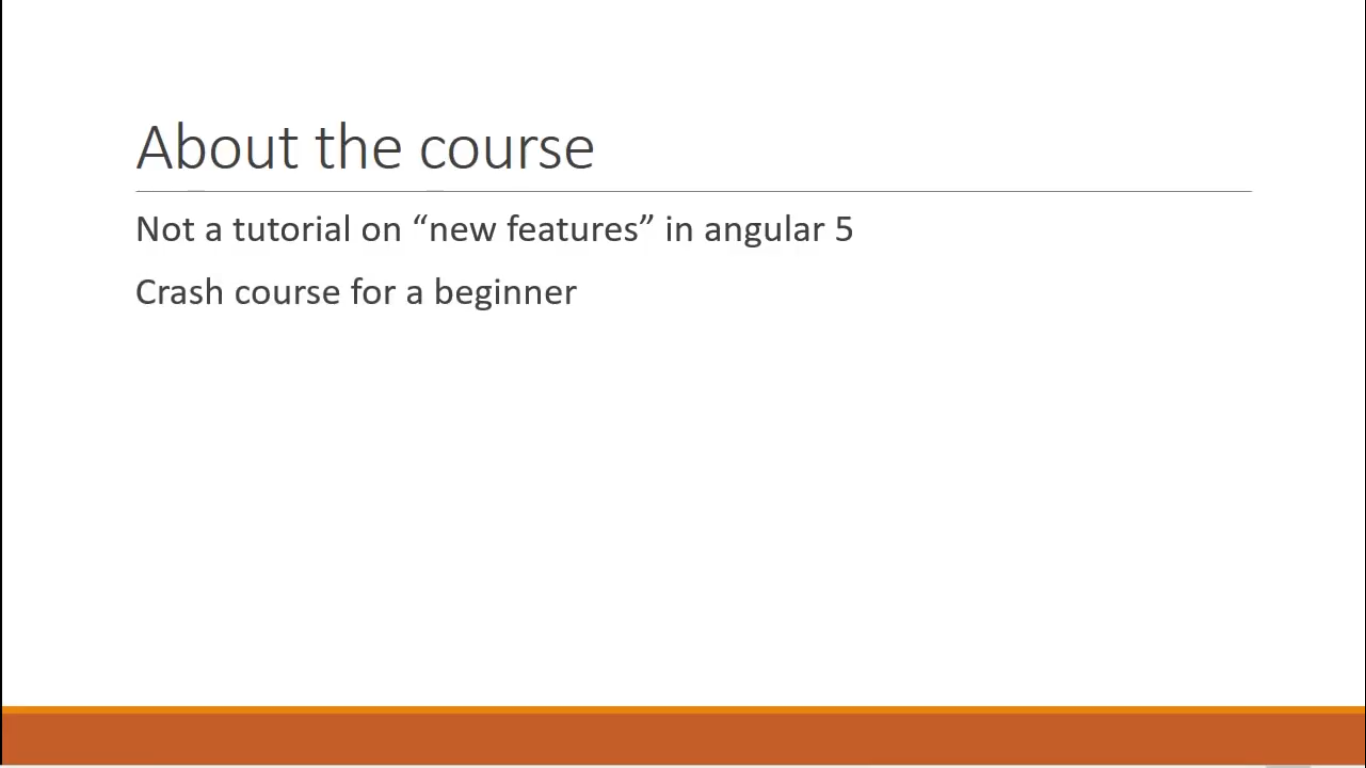 About the course
Not a tutorial on “new features” in angular 5
Crash course for a beginner